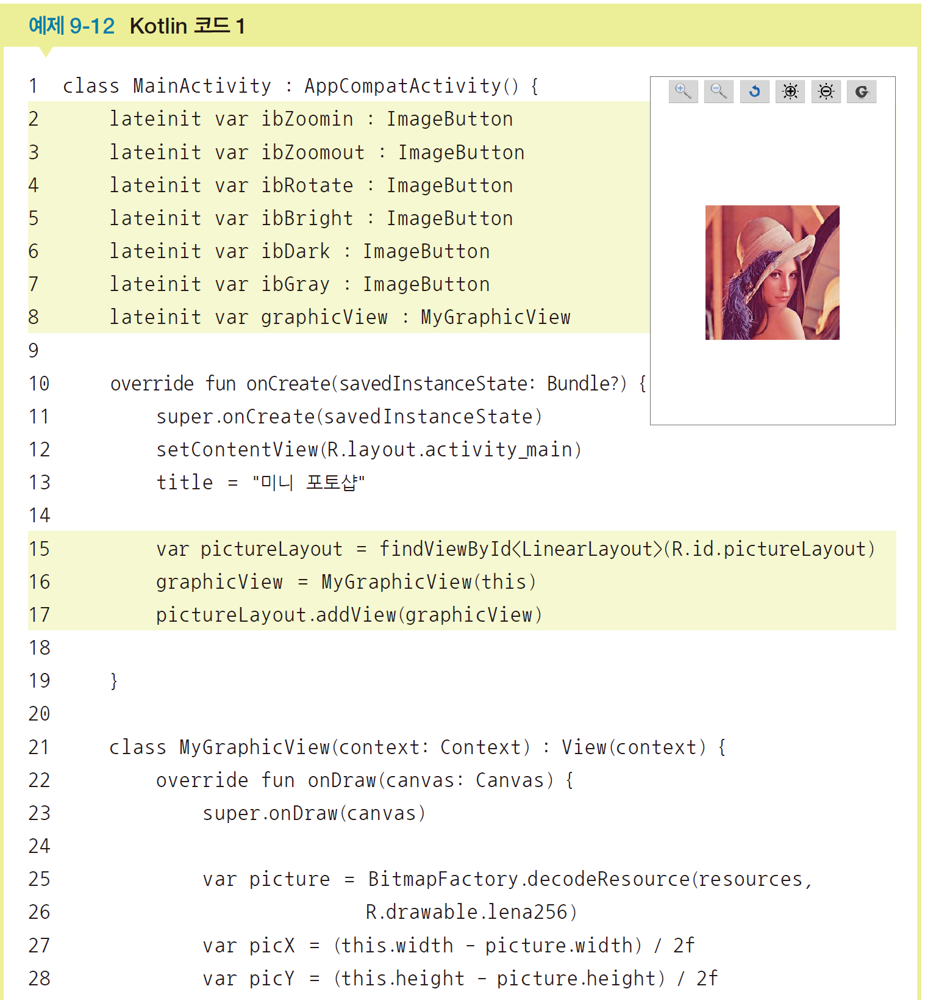 예제 9-12 Kotlin 코드 1
1 class MainActivity : AppCompatActivity() {
2     lateinit var ibZoomin : ImageButton
3     lateinit var ibZoomout : ImageButton
4     lateinit var ibRotate : ImageButton
5     lateinit var ibBright : ImageButton
6     lateinit var ibDark : ImageButton
7     lateinit var ibGray : ImageButton
8     lateinit var graphicView : MyGraphicView
9
10     override fun onCreate(savedInstanceState: Bundle?) {
11         super.onCreate(savedInstanceState)
12         setContentView(R.layout.activity_main)
13         title = "미니 포토샵"
14
15         var pictureLayout = findViewById<LinearLayout>(R.id.pictureLayout)
16         graphicView = MyGraphicView(this)
17         pictureLayout.addView(graphicView)
18
19     }
20
21     class MyGraphicView(context: Context) : View(context) {
22         override fun onDraw(canvas: Canvas) {
23             super.onDraw(canvas)
24
25             var picture = BitmapFactory.decodeResource(resources,
26                           R.drawable.lena256)
27             var picX = (this.width - picture.width) / 2f
28             var picY = (this.height - picture.height) / 2f
G